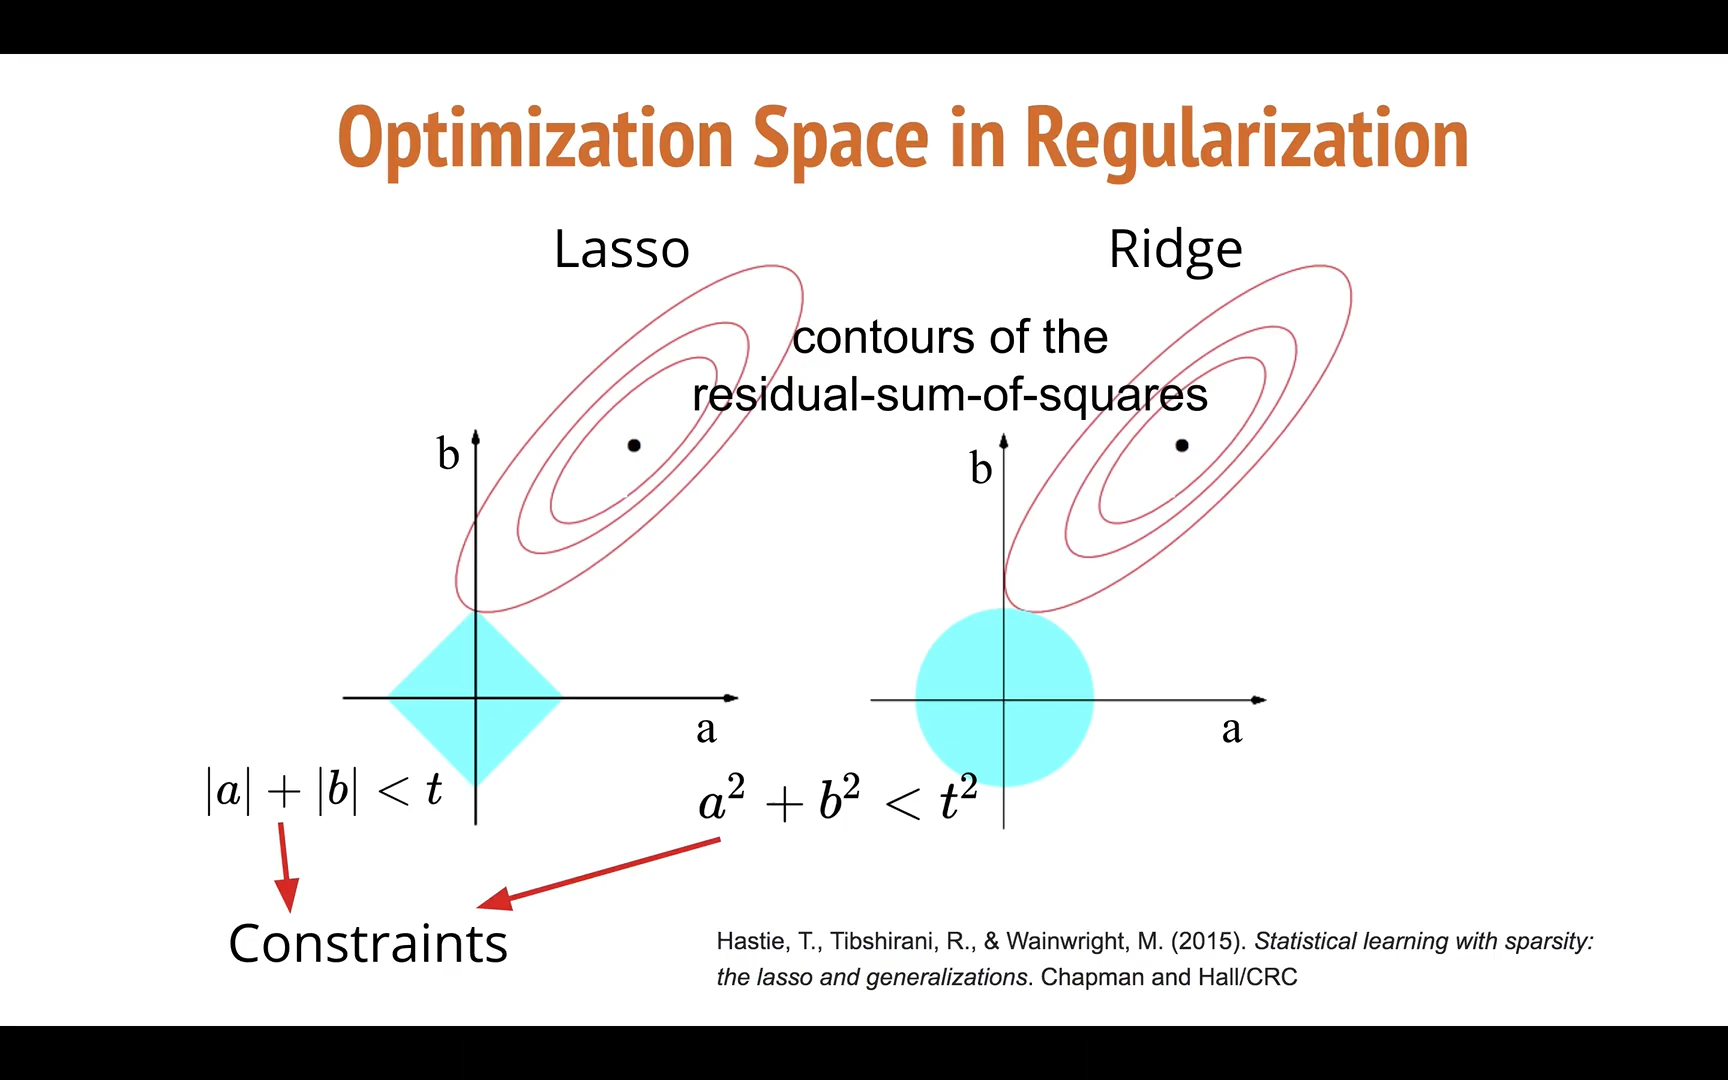 Optimization Space in Regularization
Lasso
Ridge
contours of the
residual-sum-of-squares
b
b
a
a
|a| + |b| < t
a² + b² < t²
Constraints
Hastie, T., Tibshirani, R., & Wainwright, M. (2015). Statistical learning with sparsity:
the lasso and generalizations. Chapman and Hall/CRC